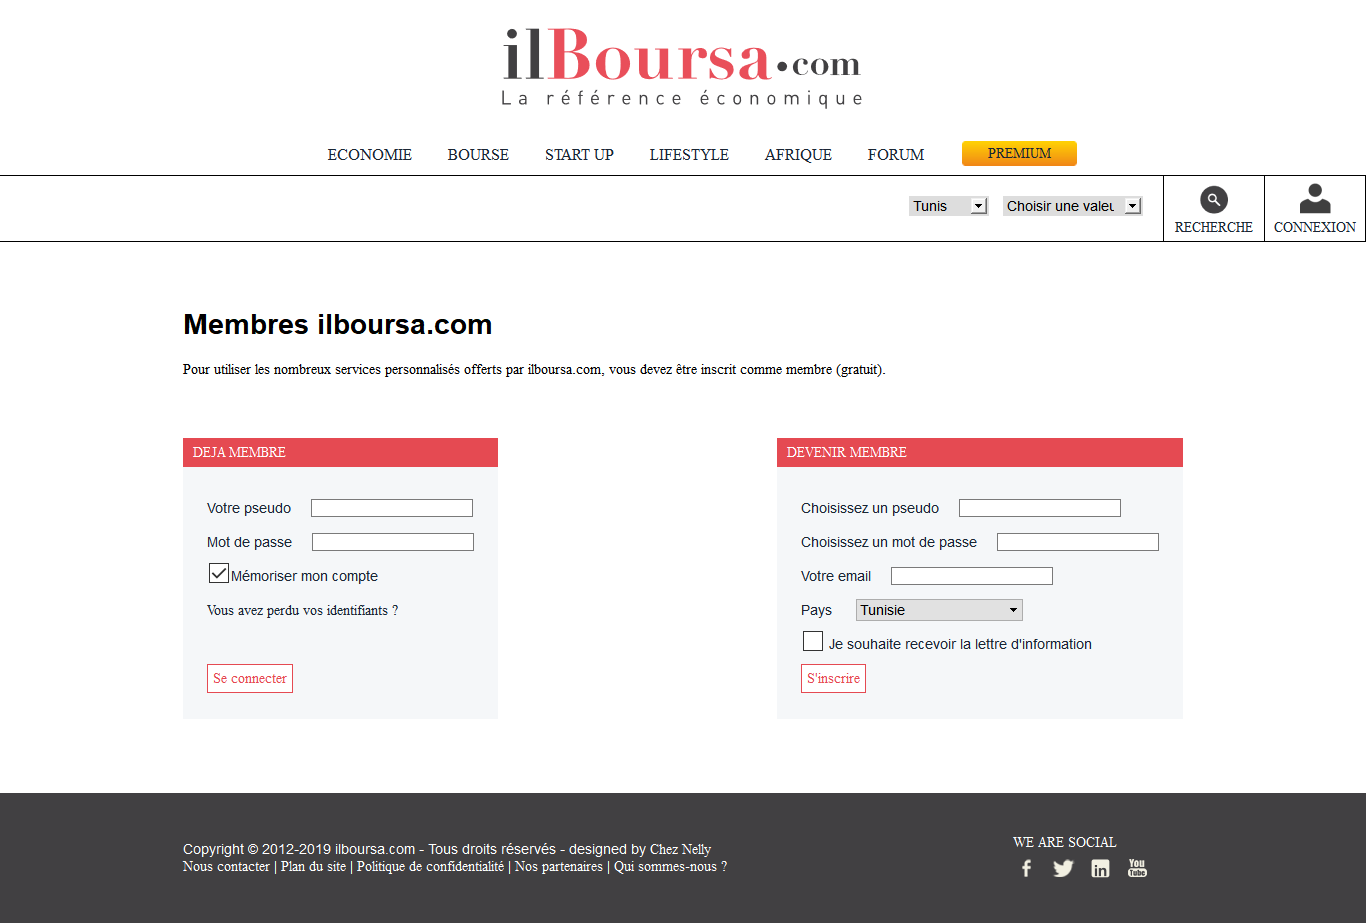 ilBoursa.com
La référence économique
ECONOMIE BOURSE START UP LIFESTYLE AFRIQUE FORUM PREMIUM
Tunis Choisir une valeu
RECHERCHE CONNEXION
Membres ilboursa.com
Pour utiliser les nombreux services personnalisés offerts par ilboursa.com, vous devez être inscrit comme membre (gratuit).
DEJA MEMBRE
Votre pseudo
Mot de passe
Mémoriser mon compte
Vous avez perdu vos identifiants ?
Se connecter
DEVENIR MEMBRE
Choisissez un pseudo
Choisissez un mot de passe
Votre email
Pays Tunisie
Je souhaite recevoir la lettre d'information
S'inscrire
Copyright © 2012-2019 ilboursa.com - Tous droits réservés - designed by Chez Nelly
Nous contacter | Plan du site | Politique de confidentialité | Nos partenaires | Qui sommes-nous ?
WE ARE SOCIAL
f in You Tube